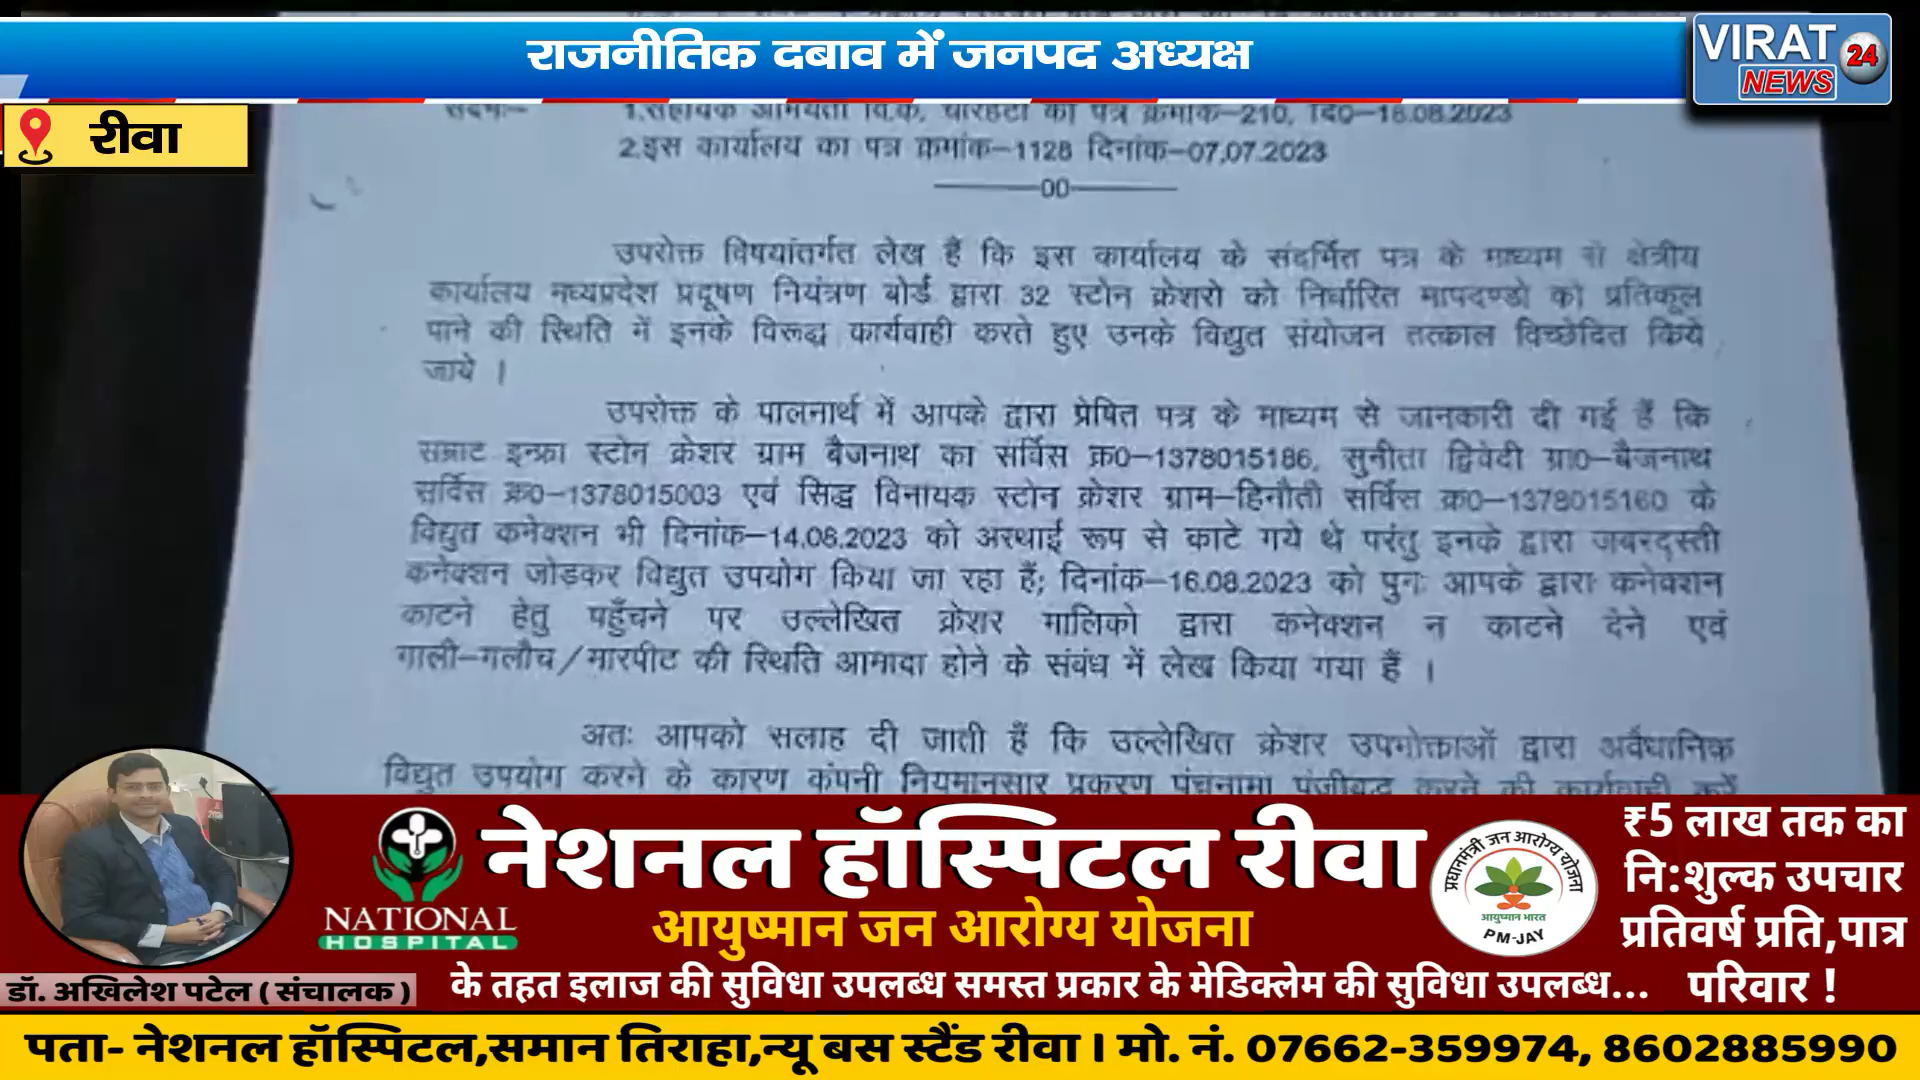 राजनीतिक दबाव में जनपद अध्यक्ष
VIRAT 24
NEWS
रीवा
1.सहायक अभियंता वि.के. चोरहटा का पत्र क्रमांक-210, दि0-16.08.2023
2.इस कार्यालय का पत्र क्रमांक-1128 दिनांक-07.07.2023
00
उपरोक्त विषयांतर्गत लेख हैं कि इस कार्यालय के संदर्भित पत्र के माध्यम से क्षेत्रीय
कार्यालय मध्यप्रदेश प्रदूषण नियंत्रण बोर्ड द्वारा 32 स्टोन क्रेशरो को निर्धारित मापदण्डो को प्रतिकूल
पाने की स्थिति में इनके विरूद्ध कार्यवाही करते हुए उनके विद्युत संयोजन तत्काल विच्छेदित किये
जाये ।
उपरोक्त के पालनार्थ में आपके द्वारा प्रेषित पत्र के माध्यम से जानकारी दी गई हैं कि
सम्राट इन्फ्रा स्टोन क्रेशर ग्राम बैजनाथ का सर्विस क्र0-1378015186, सुनीता द्विवेदी ग्रा0-बैजनाथ
सर्विस क्र0-1378015003 एवं सिद्ध विनायक स्टोन क्रेशर ग्राम-हिनौती सर्विस क्र0-1378015160 के
विद्युत कनेक्शन भी दिनांक-14.08.2023 को अस्थाई रूप से काटे गये थे परंतु इनके द्वारा जबरदस्ती
कनेक्शन जोड़कर विद्युत उपयोग किया जा रहा हैं; दिनांक-16.08.2023 को पुनः आपके द्वारा कनेक्शन
काटने हेतु पहुँचने पर उल्लेखित क्रेशर मालिको द्वारा कनेक्शन न काटने देने एवं
गाली-गलौच/मारपीट की स्थिति आमादा होने के संबंध में लेख किया गया हैं ।
अतः आपको सलाह दी जाती हैं कि उल्लेखित क्रेशर उपभोक्ताओं द्वारा अवैधानिक
विद्युत उपयोग करने के कारण कंपनी नियमानुसार प्रकरण पंचनामा पंजीबद्ध करने की कार्यवाही करें
नेशनल हॉस्पिटल रीवा
NATIONAL
HOSPITAL
आयुष्मान जन आरोग्य योजना
प्रधानमंत्री जन आरोग्य योजना
आयुष्मान भारत
PM-JAY
₹5 लाख तक का
नि:शुल्क उपचार
प्रतिवर्ष प्रति,पात्र
परिवार !
डॉ. अखिलेश पटेल ( संचालक )
के तहत इलाज की सुविधा उपलब्ध समस्त प्रकार के मेडिक्लेम की सुविधा उपलब्ध...
पता- नेशनल हॉस्पिटल,समान तिराहा,न्यू बस स्टैंड रीवा । मो. नं. 07662-359974, 8602885990